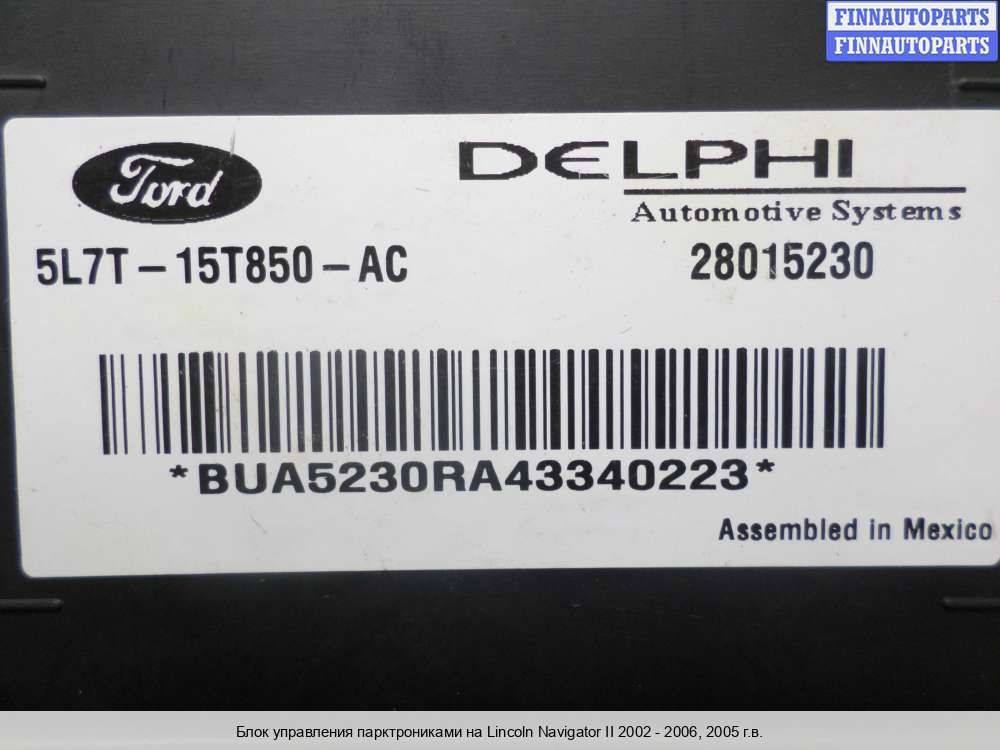 FINNAUTOPARTS
FINNAUTOPARTS
Ford
DELPHI
Automotive Systems
5L7T - 15T850 - AC
28015230
*BUA5230RA43340223*
Assembled in Mexico
Блок управления парктрониками на Lincoln Navigator II 2002 - 2006, 2005 г.в.